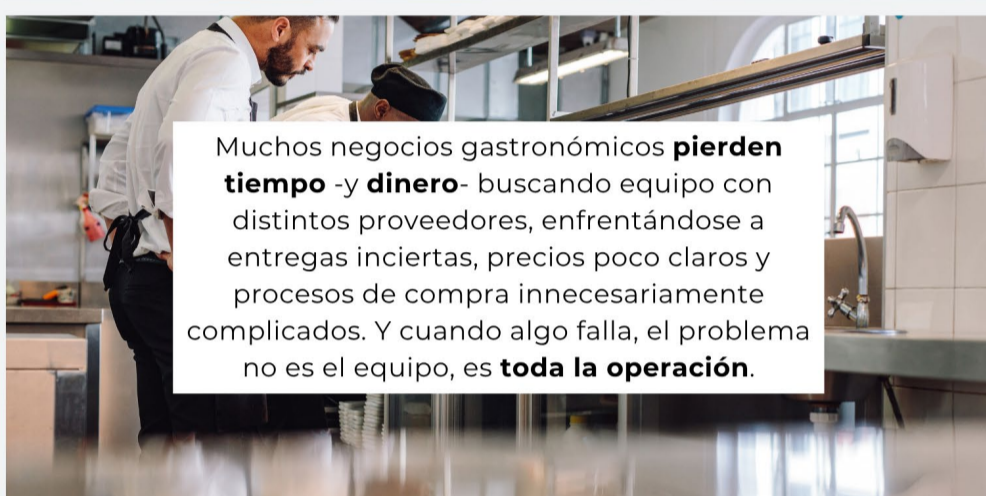 Muchos negocios gastronómicos pierden
tiempo -y dinero- buscando equipo con
distintos proveedores, enfrentándose a
entregas inciertas, precios poco claros y
procesos de compra innecesariamente
complicados. Y cuando algo falla, el problema
no es el equipo, es toda la operación.